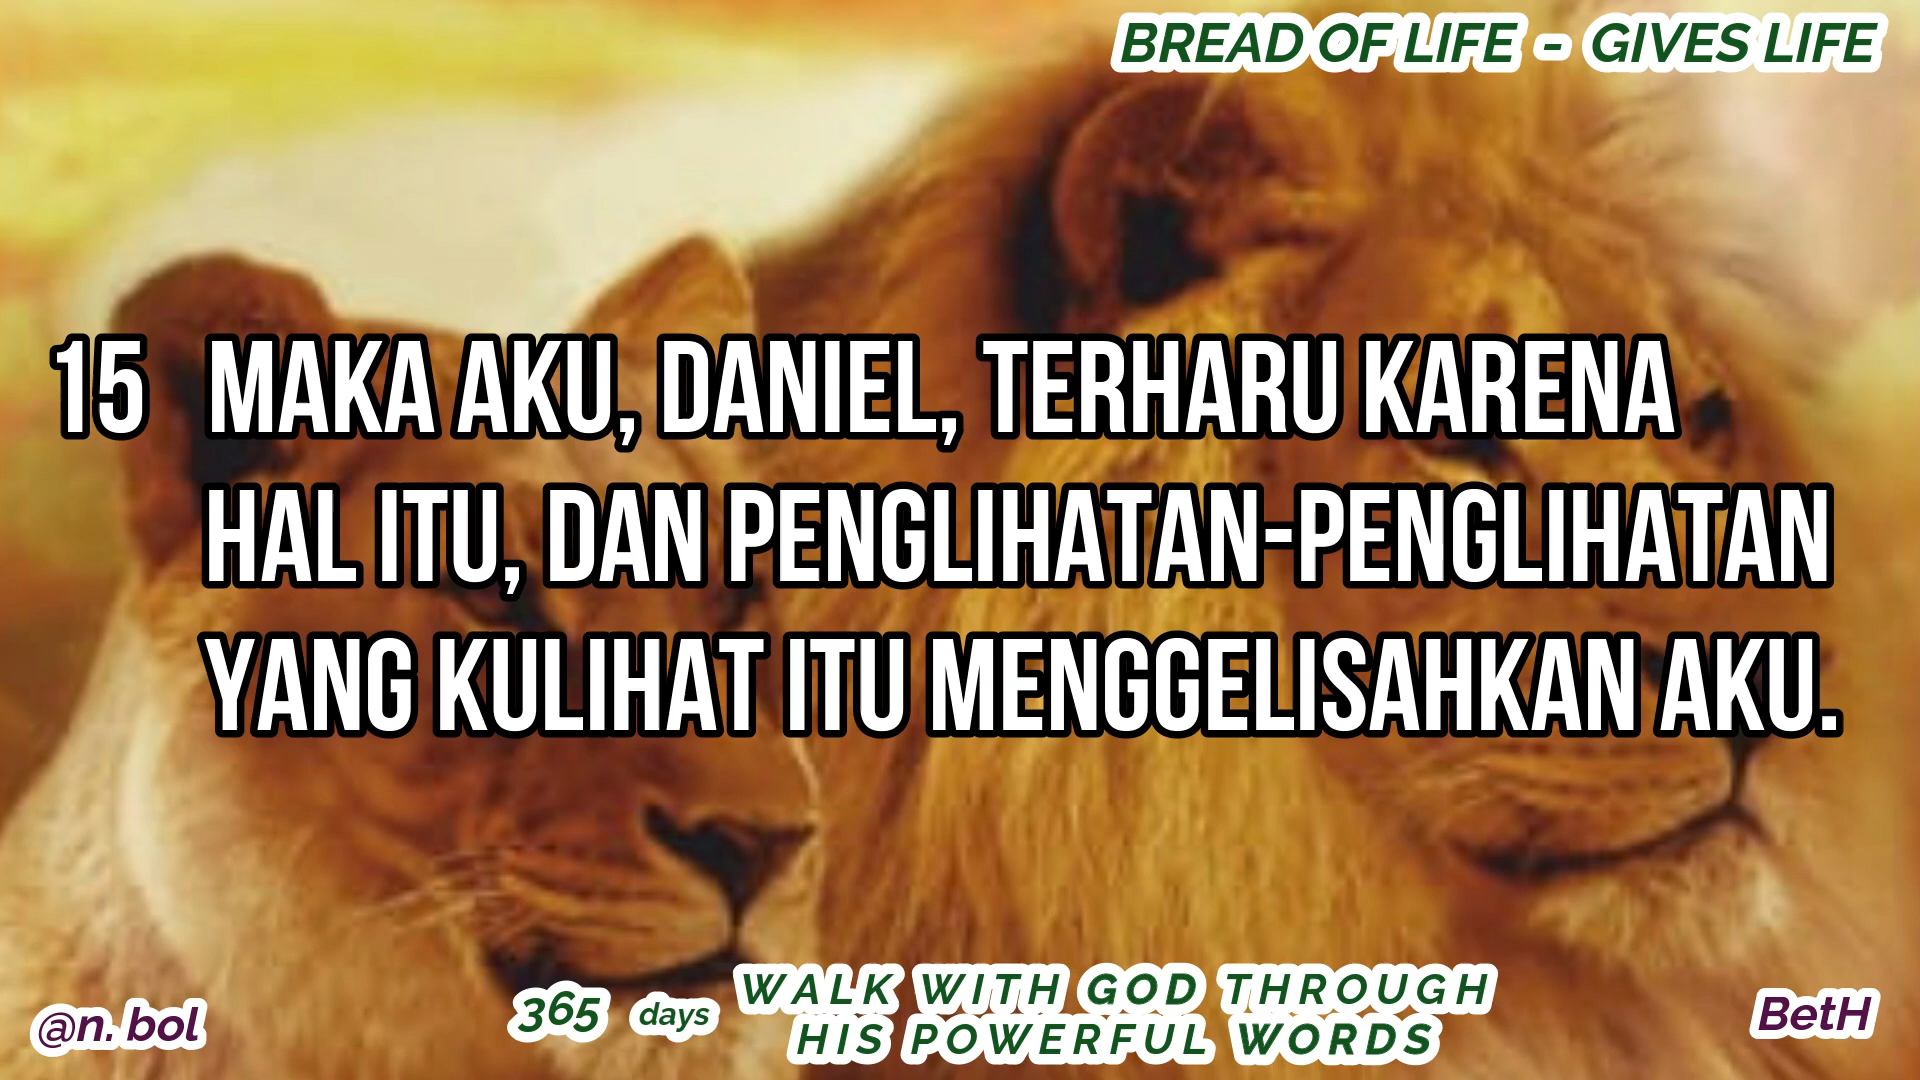 BREAD OF LIFE - GIVES LIFE
15 MAKA AKU, DANIEL, TERHARU KARENA
HAL ITU, DAN PENGLIHATAN-PENGLIHATAN
YANG KULIHAT ITU MENGGELISAHKAN AKU.
@n. bol
365 days
WALK WITH GOD THROUGH
HIS POWERFUL WORDS
BetH